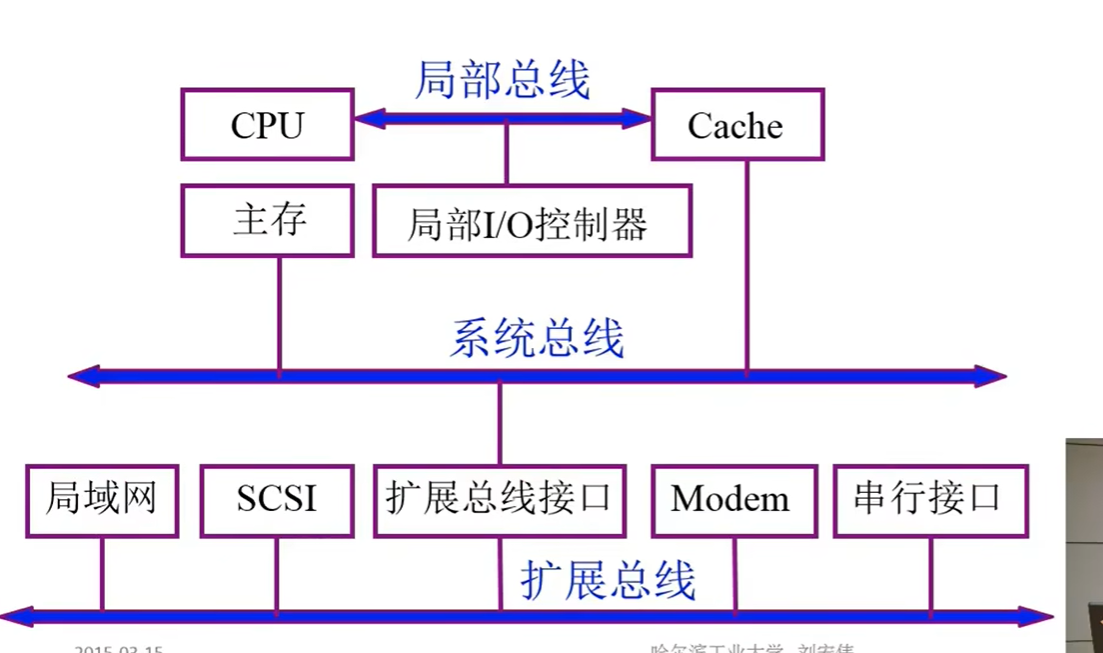 局部总线
CPU
Cache
主存
局部I/O控制器
系统总线
局域网
SCSI
扩展总线接口
Modem
串行接口
扩展总线
2015-03-15
哈尔滨工业大学 刘宏伟